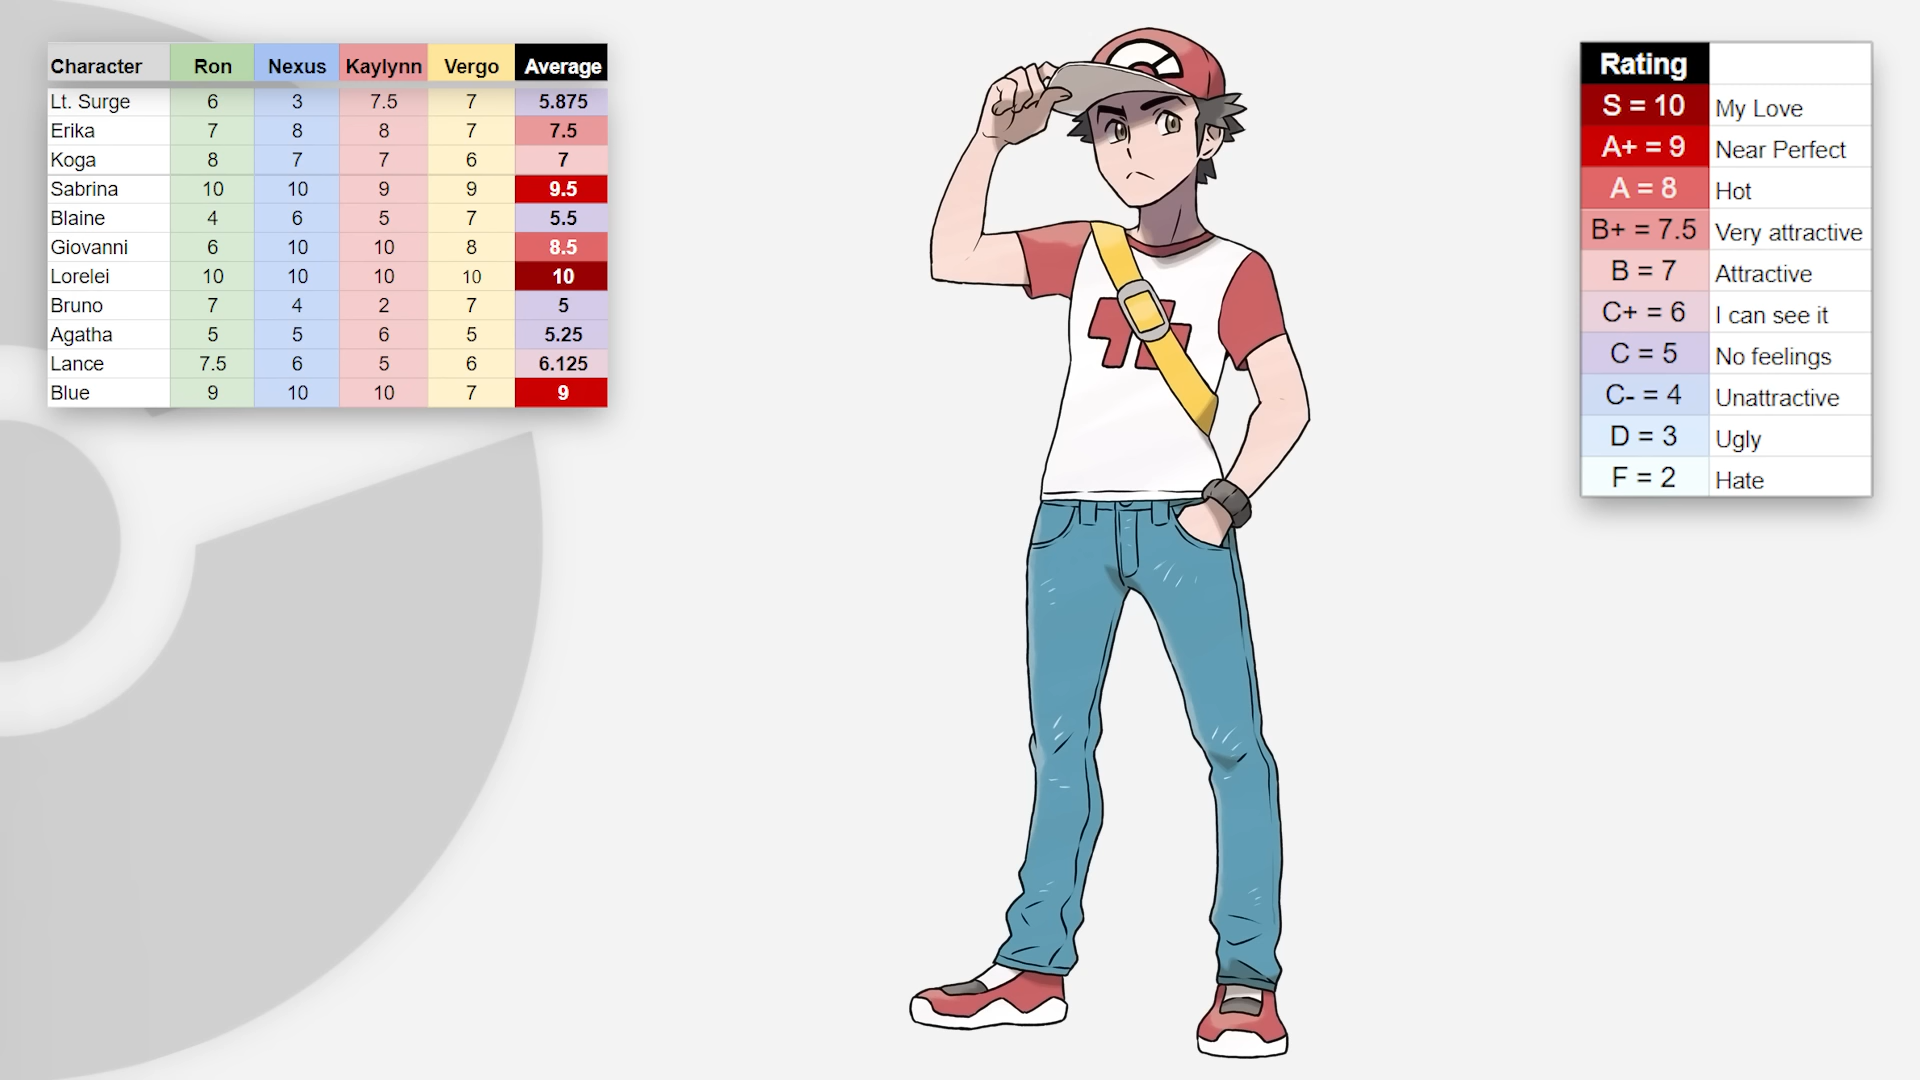 Character Ron Nexus Kaylynn Vergo Average
Lt. Surge 6 3 7.5 7 5.875
Erika 7 8 8 7 7.5
Koga 8 7 7 6 7
Sabrina 10 10 9 9 9.5
Blaine 4 6 5 7 5.5
Giovanni 6 10 10 8 8.5
Lorelei 10 10 10 10 10
Bruno 7 4 2 7 5
Agatha 5 5 6 5 5.25
Lance 7.5 6 5 6 6.125
Blue 9 10 10 7 9
Rating
S = 10 My Love
A+ = 9 Near Perfect
A = 8 Hot
B+ = 7.5 Very attractive
B = 7 Attractive
C+ = 6 I can see it
C = 5 No feelings
C- = 4 Unattractive
D = 3 Ugly
F = 2 Hate